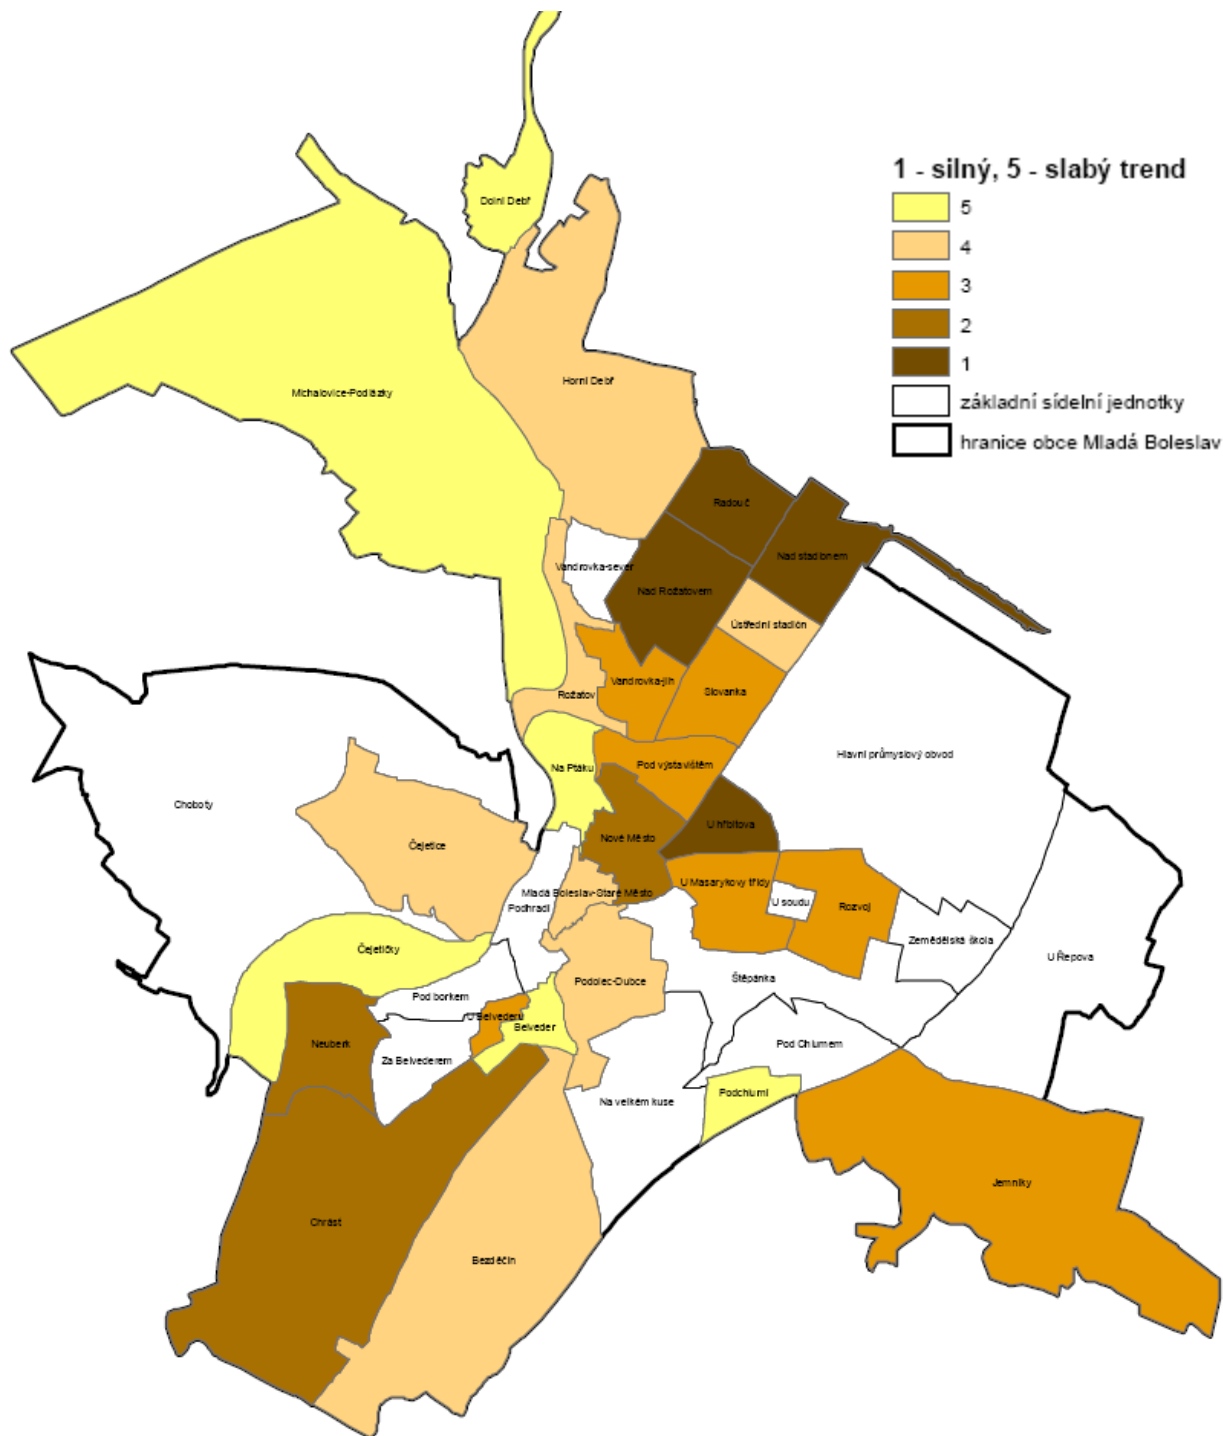 1 - silný, 5 - slabý trend
5
4
3
2
1
základní sídelní jednotky
hranice obce Mladá Boleslav
Dolní Debř
Horní Debř
Michalovice-Podlázky
Radouč
Nad stadionem
Vandrovka-sever
Nad Rožatovem
Ústřední stadión
Vandrovka-jih
Slovanka
Rožatov
Hlavní průmyslový obvod
Na Ptáku
Pod výstavištěm
Choboty
U hřbitova
Nové Město
Čejetice
U Masarykovy třídy
Mladá Boleslav-Staré Město
U soudu
Rozvoj
Podhradí
Zemědělská škola
Čejetičky
U Řepova
Štěpánka
Podolec-Dubce
Pod borkem
U Belvederu
Belveder
Neuberk
Pod Chlumem
Za Belvederem
Podchlumí
Na velkém kuse
Jemníky
Chrást
Bezděčín